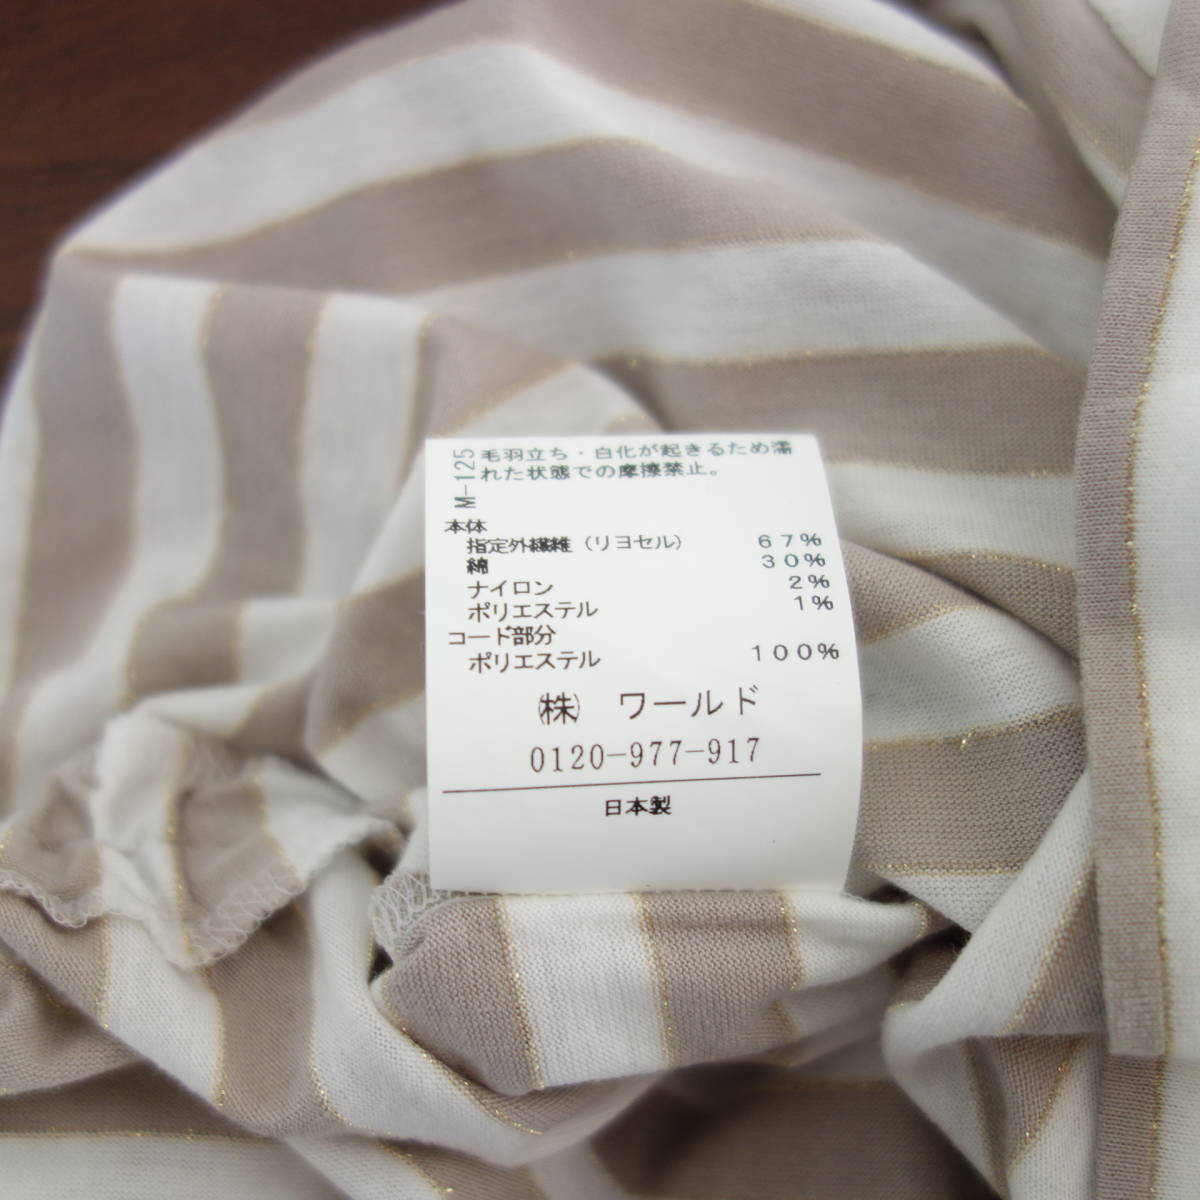 M-125
毛羽立ち・白化が起きるため濡
れた状態での摩擦禁止。
本体
指定外繊維（リヨセル） 67%
綿 30%
ナイロン 2%
ポリエステル 1%
コード部分
ポリエステル 100%
㈱ ワールド
0120-977-917
日本製